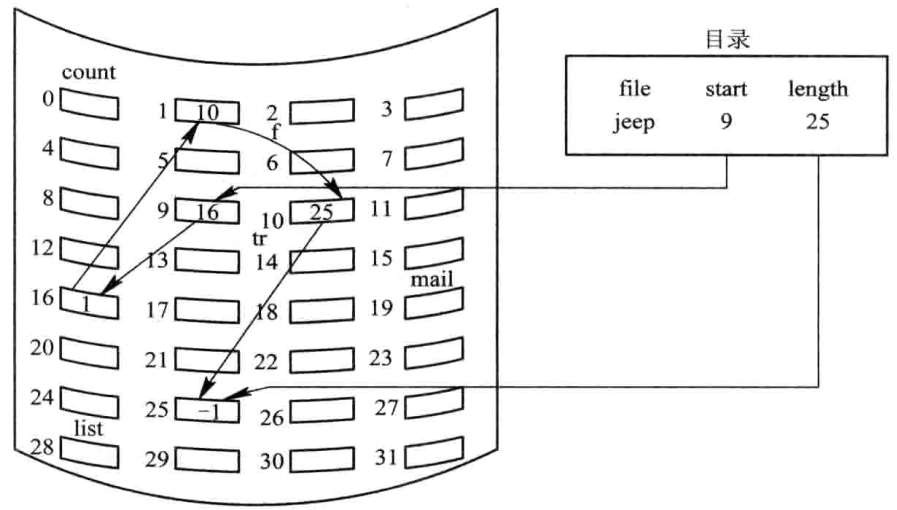 目录
file start length
jeep 9 25
count
0 1 10 2 3
f
4 5 6 7
8 9 16 10 25 11
tr
12 13 14 15
mail
16 1 17 18 19
20 21 22 23
24 25 -1 26 27
list
28 29 30 31